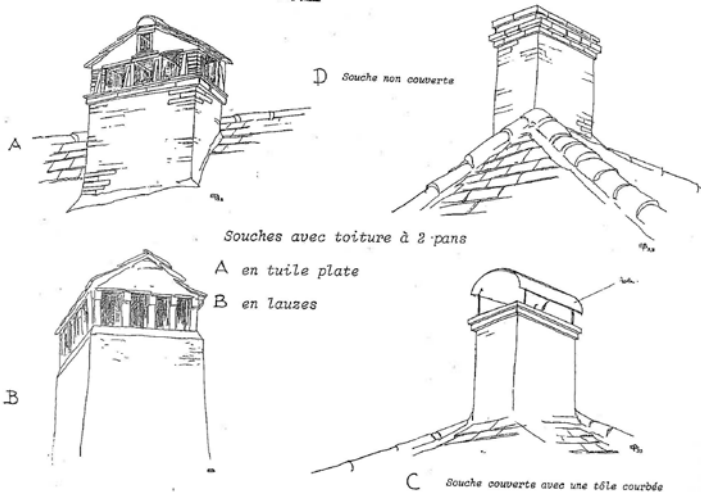 A
D Souche non couverte
Souches avec toiture à 2 pans
A en tuile plate
B en lauzes
B
C Souche couverte avec une tôle courbée